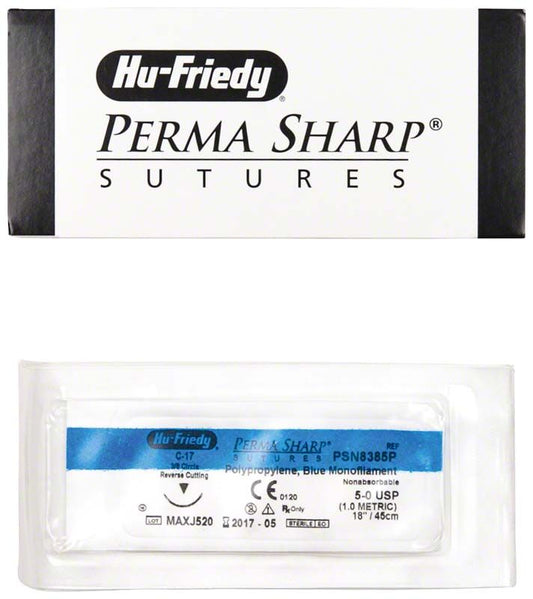 Hu-Friedy®
PERMA SHARP®
SUTURES
Hu-Friedy PERMA SHARP® REF
C-17 SUTURES PSN8385P
3/8 Circle Polypropylene, Blue Monofilament
Reverse Cutting Nonabsorbable
CE 0120 5-0 USP
Rx Only (1.0 METRIC)
LOT MAXJ520 2017 - 05 STERILE EO 18" / 45cm